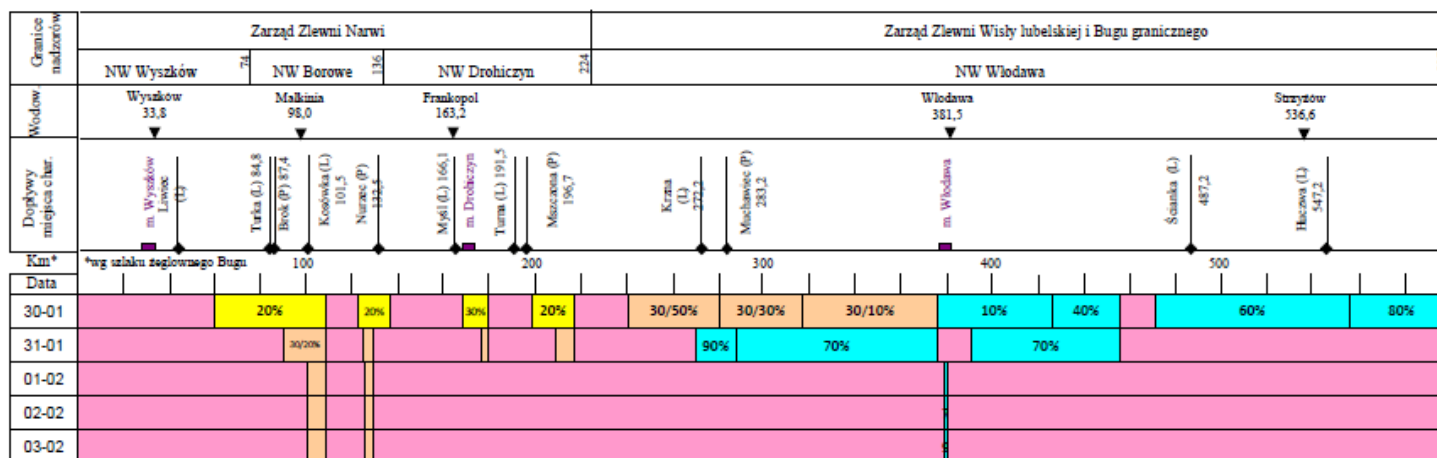 Granice nadzorów
Zarząd Zlewni Narwi
Zarząd Zlewni Wisły lubelskiej i Bugu granicznego
NW Wyszków
74
NW Borowe
136
NW Drohiczyn
224
NW Włodawa
Wodow.
Wyszków
33,8
Małkinia
98,0
Frankopol
163,2
Włodawa
381,5
Strzyżów
536,6
Dopływy
miejsca char.
m. Wyszków
Liwiec
(L)
Turka (L) 84,8
Brok (P) 87,4
Kosówka (L)
101,5
Nurzec (P)
132,5
Myśl (L) 166,1
m. Drohiczyn
Turna (L) 191,5
Mszczona (P)
196,7
Krzna
(L)
272,2
Muchawiec (P)
283,2
m. Włodawa
Ścianka (L)
487,2
Huczwa (L)
547,2
Km*
*wg szlaku żeglownego Bugu
100
200
300
400
500
Data
30-01
20%
20%
30%
20%
30/50%
30/30%
30/10%
10%
40%
60%
80%
31-01
30/20%
90%
70%
70%
01-02
02-02
03-02